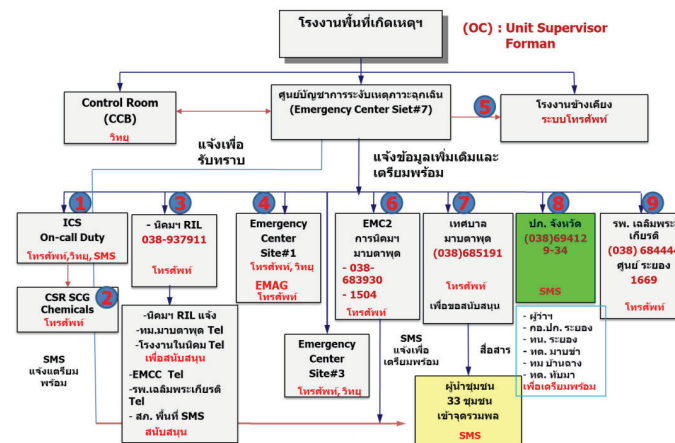 โรงงานพื้นที่เกิดเหตุฯ
(OC) : Unit Supervisor
Forman
Control Room
(CCB)
วิทยุ
ศูนย์บัญชาการระงับเหตุภาวะฉุกเฉิน
(Emergency Center Siet#7)
5
โรงงานข้างเคียง
ระบบโทรศัพท์
แจ้งเพื่อ
รับทราบ
แจ้งข้อมูลเพิ่มเติมและ
เตรียมพร้อม
1
ICS
On-call Duty
โทรศัพท์,วิทยุ, SMS
2
CSR SCG
Chemicals
โทรศัพท์
SMS
แจ้งเตรียม
พร้อม
3
- นิคมฯ RIL
038-937911
โทรศัพท์
-นิคมฯ RIL แจ้ง
-ทม.มาบตาพุด Tel
-โรงงานในนิคม Tel
เพื่อสนับสนุน
-EMCC Tel
-รพ.เฉลิมพระเกียรติ
Tel
- สภ. พื้นที่ SMS
สนับสนุน
4
Emergency
Center
Site#1
โทรศัพท์, วิทยุ
EMAG
โทรศัพท์
Emergency
Center
Site#3
โทรศัพท์, วิทยุ
6
EMC2
การนิคมฯ
มาบตาพุด
- 038-
683930
- 1504
SMS
แจ้งเพื่อ
เตรียมพร้อม
7
เทศบาล
มาบตาพุด
(038)685191
โทรศัพท์
เพื่อขอสนับสนุน
สื่อสาร
ผู้นำชุมชน
33 ชุมชน
เข้าจุดรวมพล
SMS
8
ปภ. จังหวัด
(038)69412
9-34
SMS
- ผู้ว่าฯ
- กอ.ปภ. ระยอง
- ทน. ระยอง
- ทต. มาบข่า
- ทม บ้านฉาง
- ทต. ทับมา
เพื่อเตรียมพร้อม
9
รพ. เฉลิมพระ
เกียรติ
(038) 684444
ศูนย์ ระยอง
1669
โทรศัพท์